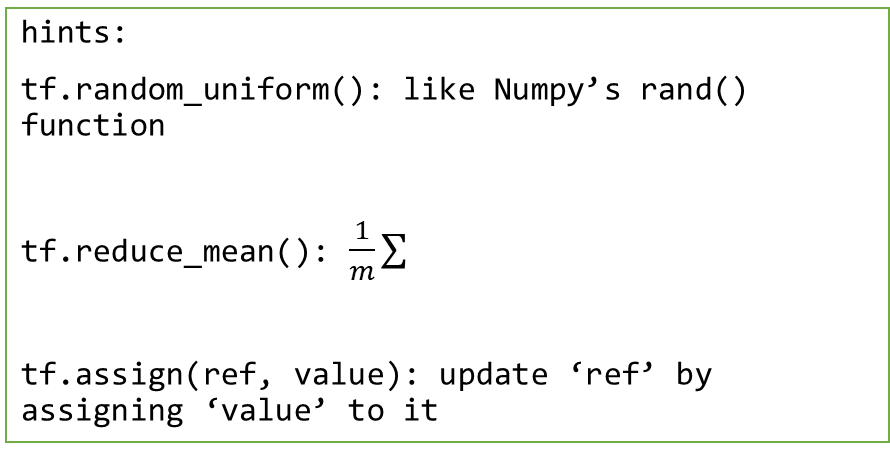 hints:
tf.random_uniform(): like Numpy’s rand()
function
tf.reduce_mean(): 1/m ∑
tf.assign(ref, value): update ‘ref’ by
assigning ‘value’ to it